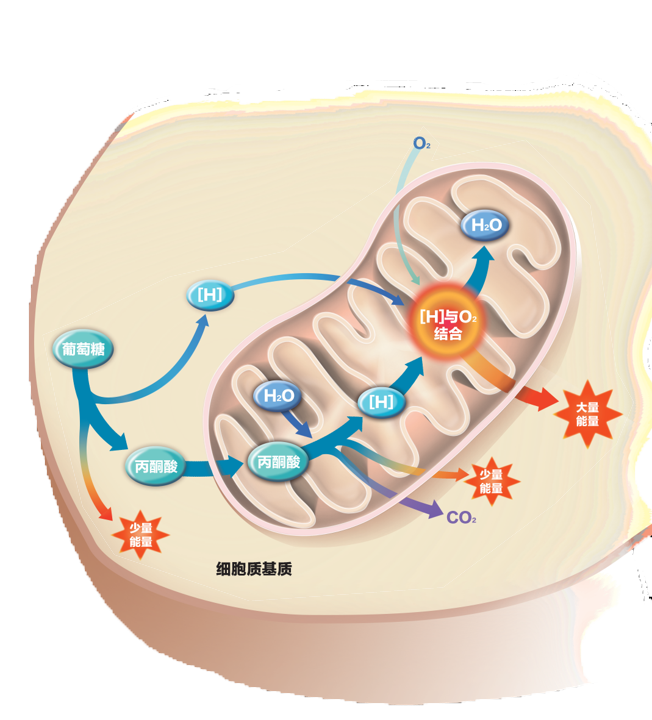 O₂
H₂O
[H]
[H]与O₂
结合
葡萄糖
H₂O
[H]
大量
能量
丙酮酸
丙酮酸
少量
能量
CO₂
少量
能量
细胞质基质